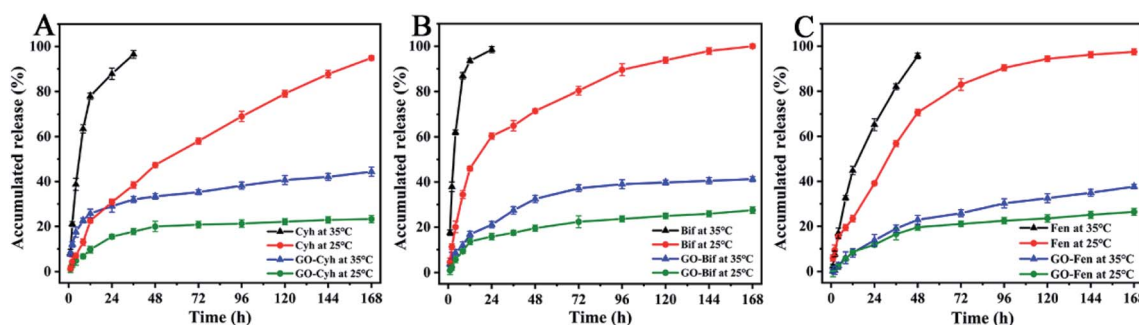 A
Accumulated release (%)
100
80
60
40
20
0
0
24
48
72
96
120
144
168
Time (h)
Cyh at 35°C
Cyh at 25°C
GO-Cyh at 35°C
GO-Cyh at 25°C
B
Accumulated release (%)
100
80
60
40
20
0
0
24
48
72
96
120
144
168
Time (h)
Bif at 35°C
Bif at 25°C
GO-Bif at 35°C
GO-Bif at 25°C
C
Accumulated release (%)
100
80
60
40
20
0
0
24
48
72
96
120
144
168
Time (h)
Fen at 35°C
Fen at 25°C
GO-Fen at 35°C
GO-Fen at 25°C